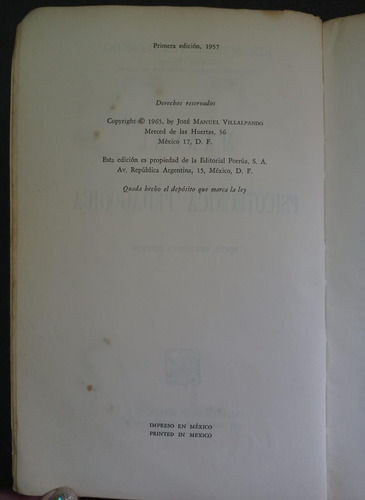 Primera edición, 1957
Derechos reservados
Copyright © 1965, by JOSÉ MANUEL VILLALPANDO
Merced de las Huertas, 56
México 17, D. F.
Esta edición es propiedad de la Editorial Porrúa, S. A.
Av. República Argentina, 15, México, D. F.
Queda hecho el depósito que marca la ley
IMPRESO EN MÉXICO
PRINTED IN MEXICO